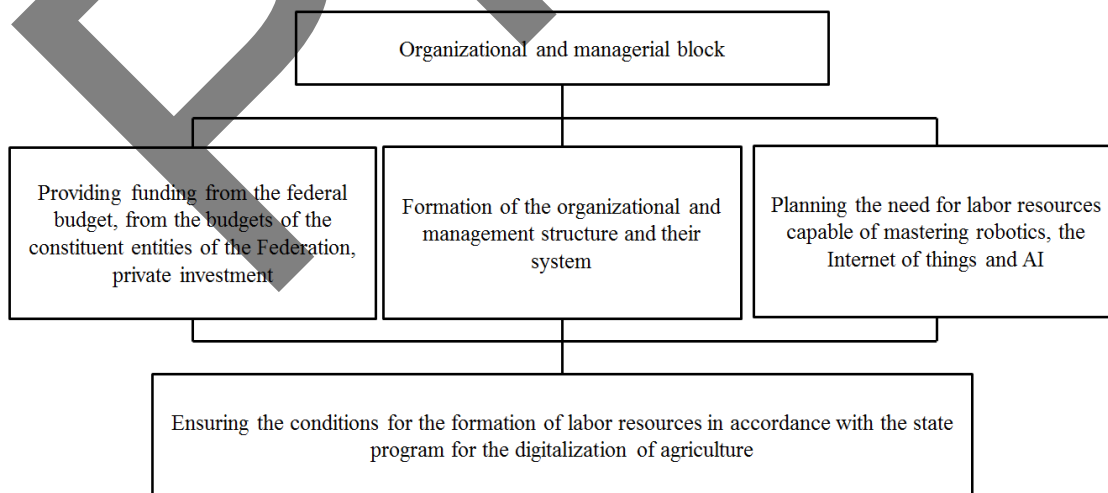 Organizational and managerial block
Providing funding from the federal
budget, from the budgets of the
constituent entities of the Federation,
private investment
Formation of the organizational and
management structure and their
system
Planning the need for labor resources
capable of mastering robotics, the
Internet of things and AI
Ensuring the conditions for the formation of labor resources in accordance with the state
program for the digitalization of agriculture